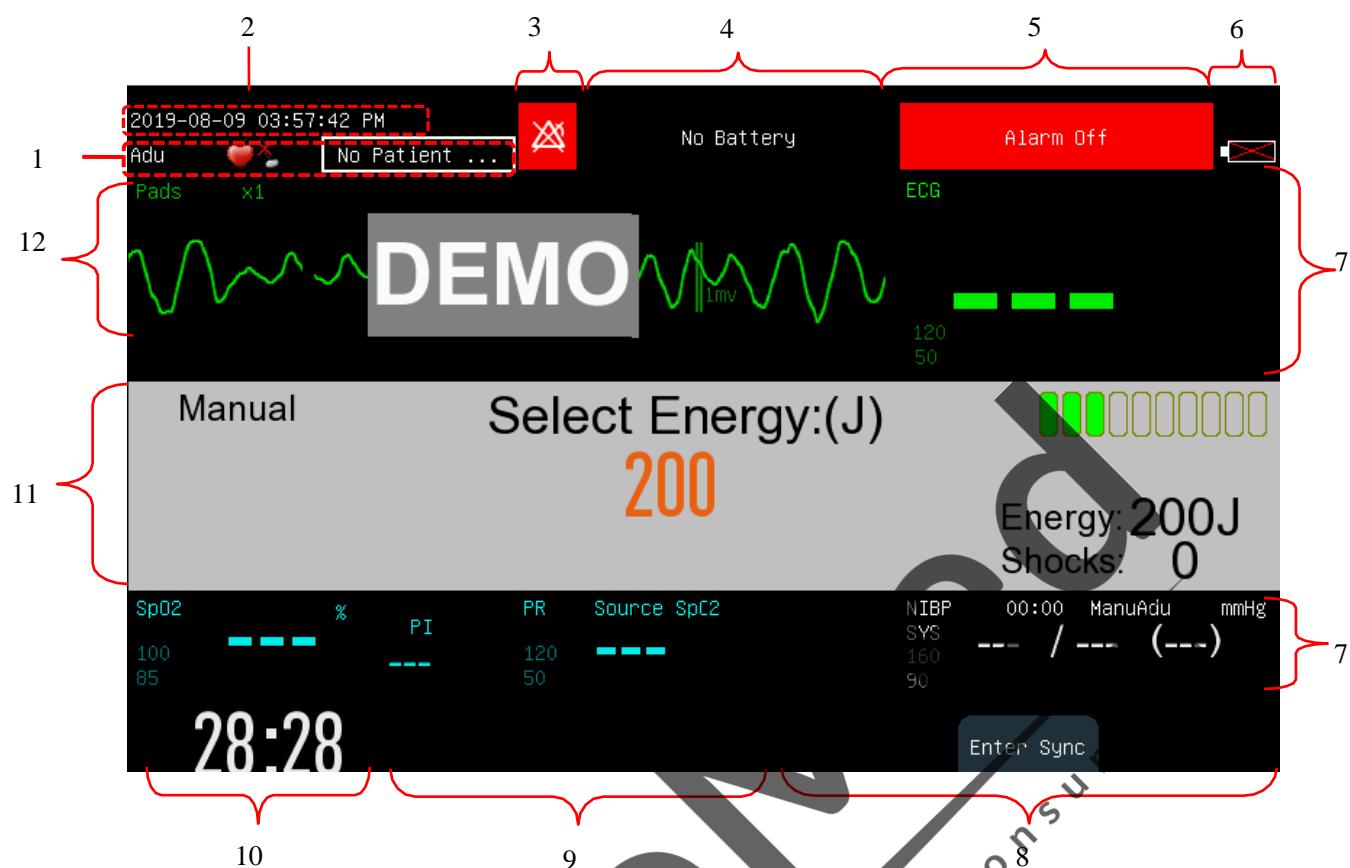 2 3 4 5 6
2019-08-09 03:57:42 PM
No Battery
Alarm Off
1
Adu No Patient ...
Pads x1
ECG
12
DEMO
1mv
7
120
50
Manual
Select Energy:(J)
200
11
Energy: 200J
Shocks: 0
SpO2 %
100
85
PI
---
PR Source SpC2
120
50
NIBP 00:00 ManuAdu mmHg
SYS
160
90
--- / --- (---)
7
28:28
Enter Sync
10 9 8
d
onsu